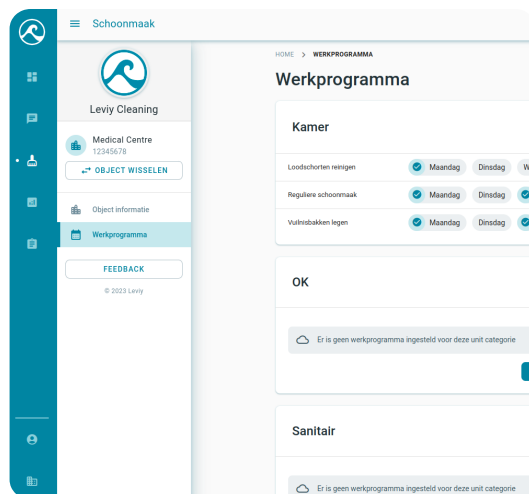 Schoonmaak
Leviy Cleaning
Medical Centre
12345678
OBJECT WISSELEN
Object informatie
Werkprogramma
FEEDBACK
© 2023 Leviy
HOME > WERKPROGRAMMA
Werkprogramma
Kamer
Loodschorten reinigen Maandag Dinsdag W
Reguliere schoonmaak Maandag Dinsdag
Vuilnisbakken legen Maandag Dinsdag
OK
Er is geen werkprogramma ingesteld voor deze unit categorie
Sanitair
Er is geen werkprogramma ingesteld voor deze unit categorie